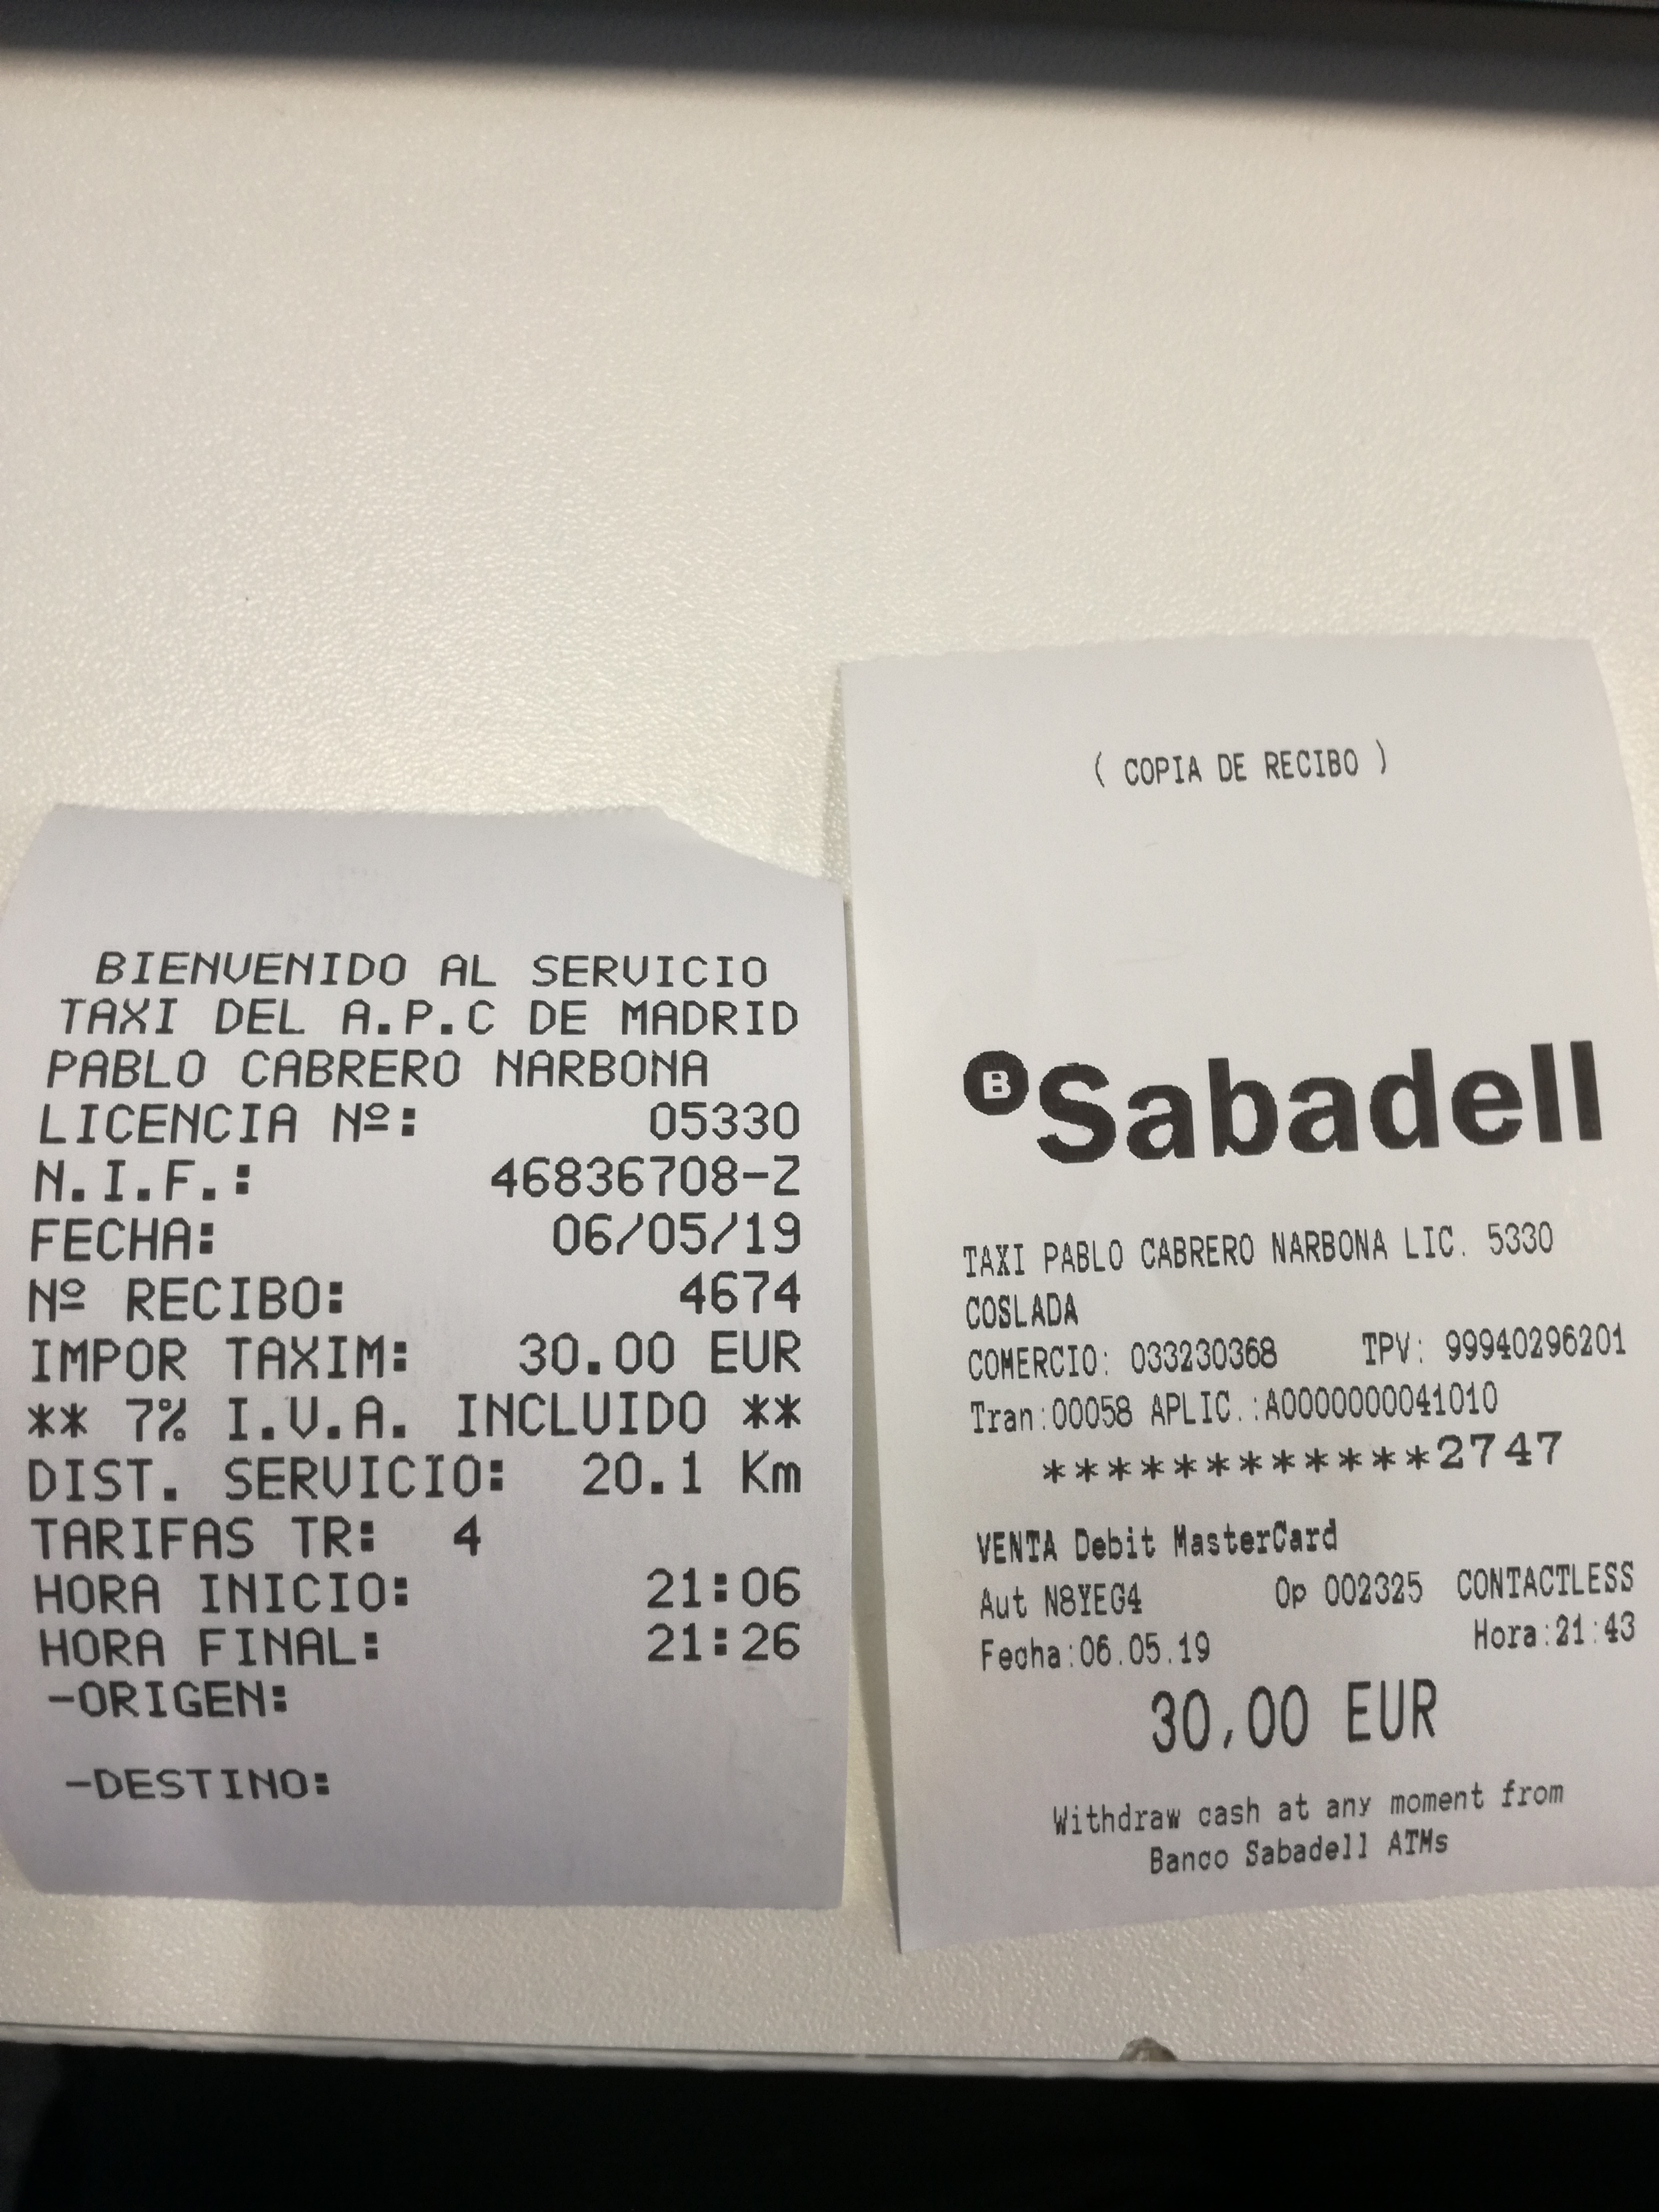 BIENVENIDO AL SERVICIO
TAXI DEL A.P.C DE MADRID
PABLO CABRERO NARBONA
LICENCIA Nº: 05330
N.I.F.: 46836708-Z
FECHA: 06/05/19
Nº RECIBO: 4674
IMPOR TAXIM: 30.00 EUR
** 7% I.V.A. INCLUIDO **
DIST. SERVICIO: 20.1 Km
TARIFAS TR: 4
HORA INICIO: 21:06
HORA FINAL: 21:26
-ORIGEN:
-DESTINO:
( COPIA DE RECIBO )
B Sabadell
TAXI PABLO CABRERO NARBONA LIC. 5330
COSLADA
COMERCIO: 033230368 TPV: 99940296201
Tran:00058 APLIC.:A0000000041010
************2747
VENTA Debit MasterCard
Aut N8YEG4 Op 002325 CONTACTLESS
Fecha:06.05.19 Hora:21:43
30,00 EUR
Withdraw cash at any moment from
Banco Sabadell ATMs